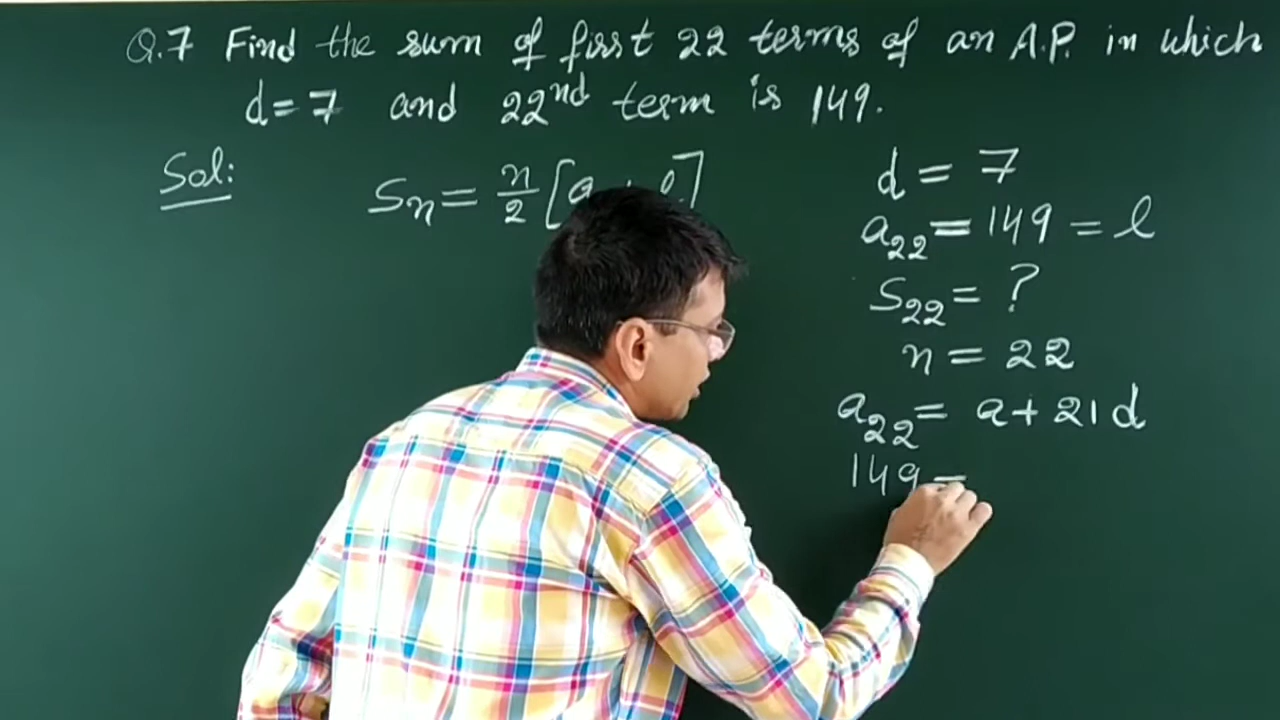 Q.7 Find the sum of first 22 terms of an A.P. in which
d = 7 and 22nd term is 149.
Sol:
Sn = n/2 [a + l]
d = 7
a22 = 149 = l
S22 = ?
n = 22
a22 = a + 21d
149 =